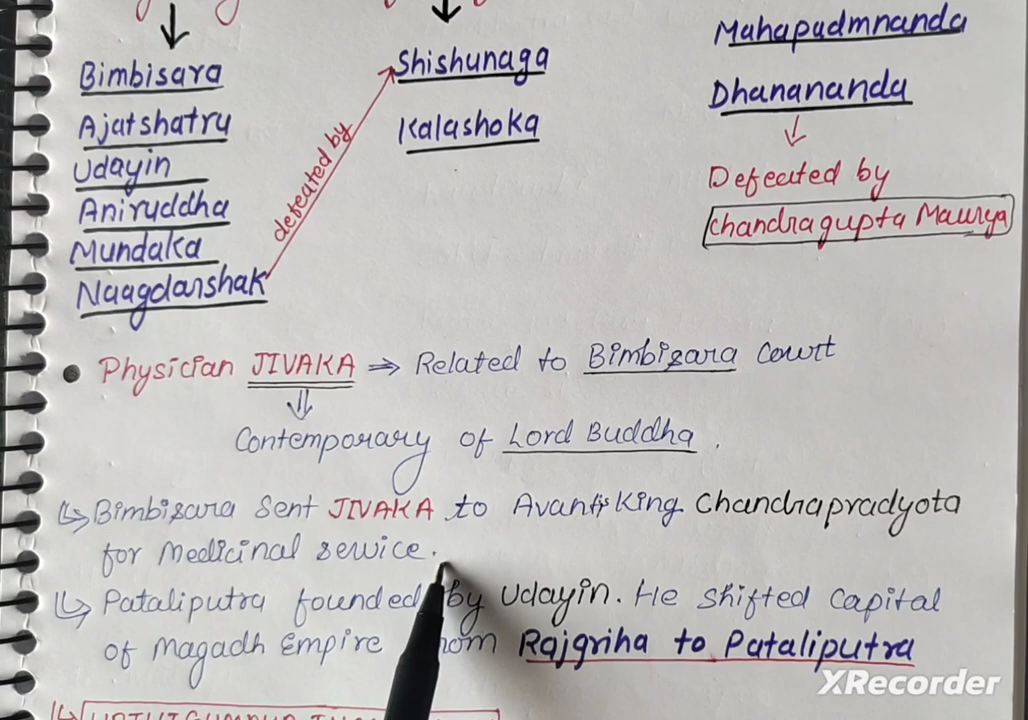 Bimbisara
Ajatshatru
Udayin
Aniruddha
Mundaka
Naagdarshak
defeated by
Shishunaga
Kalashoka
Mahapadmnanda
Dhanananda
Defeated by
Chandragupta Maurya
• Physician JIVAKA ⇒ Related to Bimbisara Court
Contemporary of Lord Buddha.
Bimbisara sent JIVAKA to Avanti's King Chandrapradyota
for Medicinal service.
Pataliputra founded by Udayin. He shifted capital
of Magadh Empire Rajgriha to Pataliputra
XRecorder